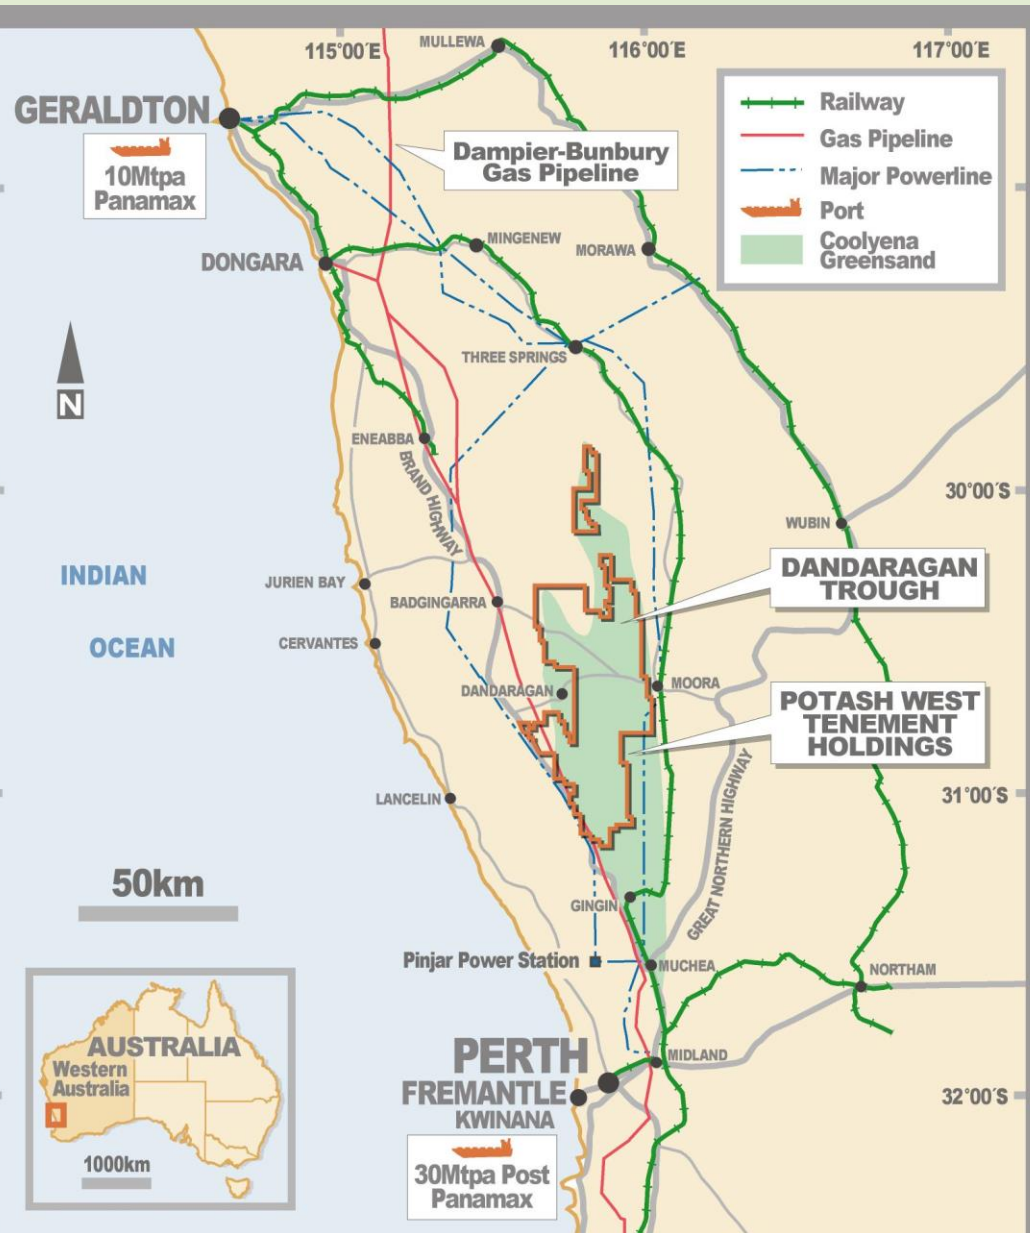 115°00´E
116°00´E
117°00´E
MULLEWA
GERALDTON
10Mtpa
Panamax
Dampier-Bunbury
Gas Pipeline
Railway
Gas Pipeline
Major Powerline
Port
Coolyena
Greensand
DONGARA
MINGENEW
MORAWA
N
THREE SPRINGS
ENEABBA
BRAND HIGHWAY
30°00´S
WUBIN
INDIAN
OCEAN
JURIEN BAY
BADGINGARRA
CERVANTES
DANDARAGAN
TROUGH
DANDARAGAN
MOORA
POTASH WEST
TENEMENT
HOLDINGS
LANCELIN
31°00´S
GREAT NORTHERN HIGHWAY
50km
GINGIN
Pinjar Power Station
MUCHEA
NORTHAM
AUSTRALIA
Western
Australia
1000km
PERTH
MIDLAND
FREMANTLE
KWINANA
32°00´S
30Mtpa Post
Panamax